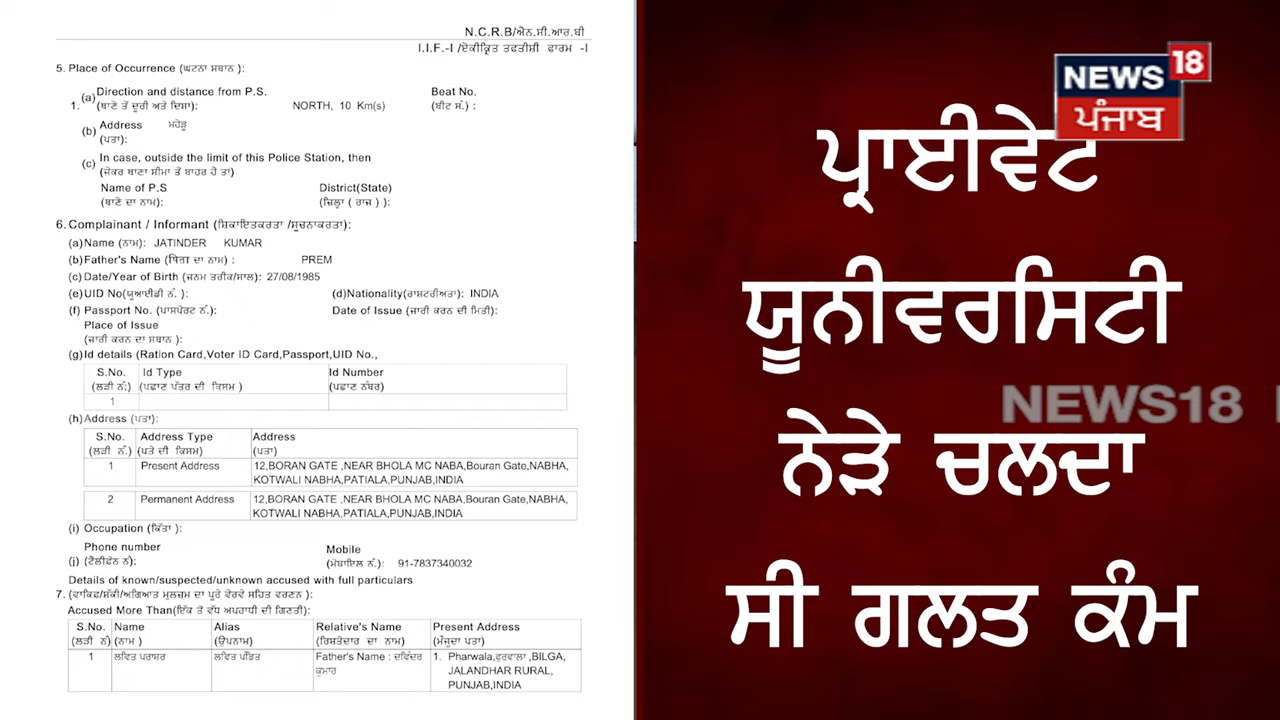 N.C.R.B/ਐਨ.ਸੀ.ਆਰ.ਬੀ
I.I.F.-I /ਏਕੀਕ੍ਰਿਤ ਤਫਤੀਸ਼ੀ ਫਾਰਮ -I
5. Place of Occurrence (ਘਟਨਾ ਸਥਾਨ ):
1. (a) Direction and distance from P.S. NORTH, 10 Km(s) Beat No.
(ਥਾਣੇ ਤੋਂ ਦੂਰੀ ਅਤੇ ਦਿਸ਼ਾ): (ਬੀਟ ਸੰ.) :
(b) Address ਮਹੇੜੂ
(ਪਤਾ):
(c) In case, outside the limit of this Police Station, then
(ਜੇਕਰ ਥਾਣਾ ਸੀਮਾ ਤੋਂ ਬਾਹਰ ਹੈ ਤਾਂ)
Name of P.S District(State)
(ਥਾਣੇ ਦਾ ਨਾਮ): (ਜ਼ਿਲ੍ਹਾ ( ਰਾਜ ) ):
6. Complainant / Informant (ਸ਼ਿਕਾਇਤਕਰਤਾ /ਸੂਚਨਾਕਰਤਾ):
(a) Name (ਨਾਮ): JATINDER KUMAR
(b) Father's Name (ਪਿਤਾ ਦਾ ਨਾਮ) : PREM
(c) Date/Year of Birth (ਜਨਮ ਤਰੀਕ/ਸਾਲ): 27/08/1985
(e) UID No(ਯੂਆਈਡੀ ਨੰ. ): (d) Nationality(ਰਾਸ਼ਟਰੀਅਤਾ): INDIA
(f) Passport No. (ਪਾਸਪੋਰਟ ਨੰ.): Date of Issue (ਜਾਰੀ ਕਰਨ ਦੀ ਮਿਤੀ):
Place of Issue
(ਜਾਰੀ ਕਰਨ ਦਾ ਸਥਾਨ ):
(g) Id details (Ration Card,Voter ID Card,Passport,UID No.,
S.No. Id Type Id Number
(ਲੜੀ ਨੰ.) (ਪਛਾਣ ਪੱਤਰ ਦੀ ਕਿਸਮ ) (ਪਛਾਣ ਨੰਬਰ)
1
(h) Address (ਪਤਾ):
S.No. Address Type Address
(ਲੜੀ ਨੰ.) (ਪਤੇ ਦੀ ਕਿਸਮ) (ਪਤਾ)
1 Present Address 12,BORAN GATE ,NEAR BHOLA MC NABA,Bouran Gate,NABHA,
KOTWALI NABHA,PATIALA,PUNJAB,INDIA
2 Permanent Address 12,BORAN GATE ,NEAR BHOLA MC NABA,Bouran Gate,NABHA,
KOTWALI NABHA,PATIALA,PUNJAB,INDIA
(i) Occupation (ਕਿੱਤਾ ):
Phone number Mobile
(j) (ਟੈਲੀਫ਼ੋਨ ਨੰ): (ਮੋਬਾਇਲ ਨੰ.): 91-7837340032
Details of known/suspected/unknown accused with full particulars
7. (ਵਾਕਿਫ਼/ਸ਼ੱਕੀ/ਅਗਿਆਤ ਮੁਲਜ਼ਮ ਦਾ ਪੂਰੇ ਵੇਰਵੇ ਸਹਿਤ ਵਰਣਨ ):
Accused More Than(ਇੱਕ ਤੋਂ ਵੱਧ ਅਪਰਾਧੀ ਦੀ ਗਿਣਤੀ):
S.No. Name Alias Relative's Name Present Address
(ਲੜੀ ਨੰ) (ਨਾਮ ) (ਉਪਨਾਮ) (ਰਿਸ਼ਤੇਦਾਰ ਦਾ ਨਾਮ) (ਮੌਜੂਦਾ ਪਤਾ)
1 ਲਵਿਤ ਪਰਾਸ਼ਰ ਲਵਿਤ ਪੰਡਿਤ Father's Name : ਦਵਿੰਦਰ 1. Pharwala,ਫੁਰਵਾਲਾ ,BILGA,
ਕੁਮਾਰ JALANDHAR RURAL,
PUNJAB,INDIA
NEWS 18
ਪੰਜਾਬ
ਪ੍ਰਾਈਵੇਟ
ਯੂਨੀਵਰਸਿਟੀ
NEWS18
ਨੇੜੇ ਚਲਦਾ
ਸੀ ਗਲਤ ਕੰਮ